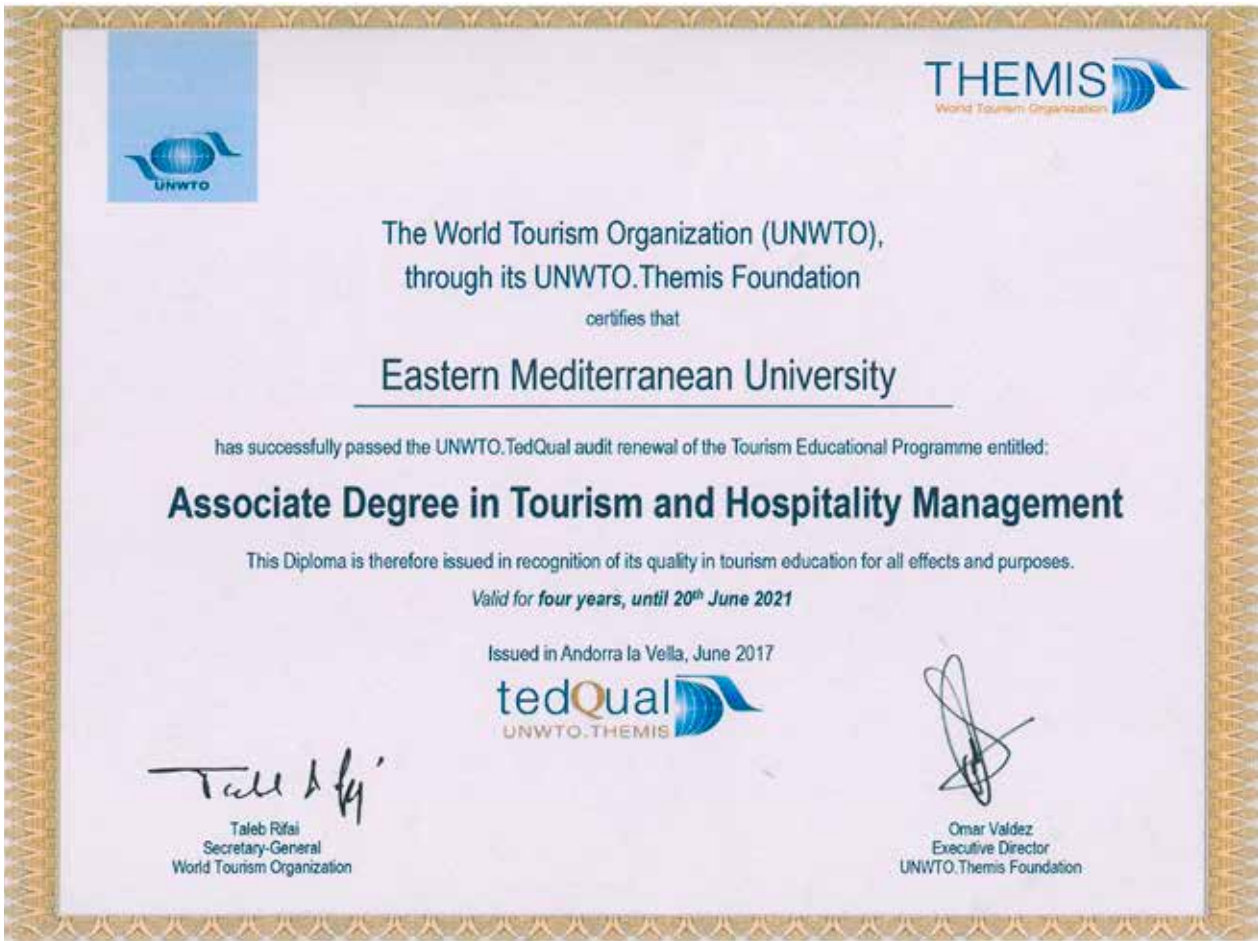 UNWTO
THEMIS
World Tourism Organization
The World Tourism Organization (UNWTO),
through its UNWTO.Themis Foundation
certifies that
Eastern Mediterranean University
has successfully passed the UNWTO.TedQual audit renewal of the Tourism Educational Programme entitled:
Associate Degree in Tourism and Hospitality Management
This Diploma is therefore issued in recognition of its quality in tourism education for all effects and purposes.
Valid for four years, until 20th June 2021
Issued in Andorra la Vella, June 2017
tedQual
UNWTO.THEMIS
Taleb Rifai
Secretary-General
World Tourism Organization
Omar Valdez
Executive Director
UNWTO.Themis Foundation